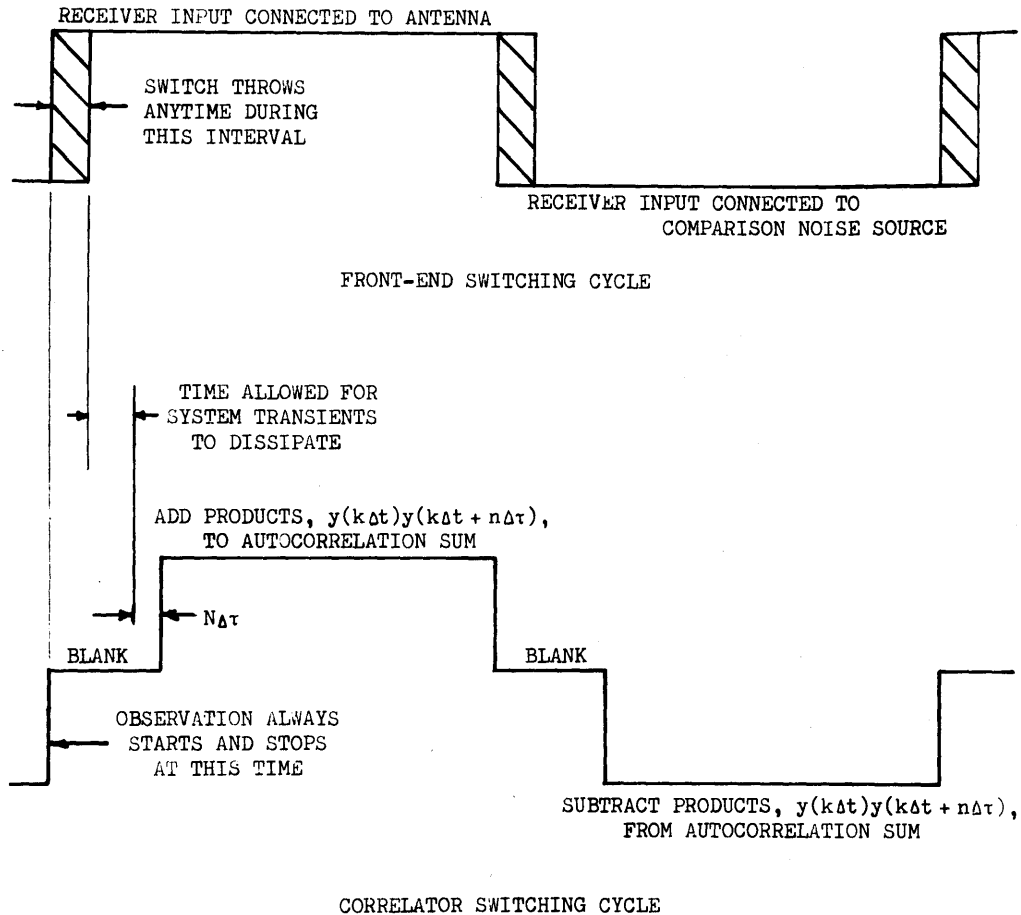 RECEIVER INPUT CONNECTED TO ANTENNA
SWITCH THROWS
ANYTIME DURING
THIS INTERVAL
RECEIVER INPUT CONNECTED TO
COMPARISON NOISE SOURCE
FRONT-END SWITCHING CYCLE
TIME ALLOWED FOR
SYSTEM TRANSIENTS
TO DISSIPATE
ADD PRODUCTS, y(kΔt)y(kΔt + nΔτ),
TO AUTOCORRELATION SUM
NΔτ
BLANK
BLANK
OBSERVATION ALWAYS
STARTS AND STOPS
AT THIS TIME
SUBTRACT PRODUCTS, y(kΔt)y(kΔt + nΔτ),
FROM AUTOCORRELATION SUM
CORRELATOR SWITCHING CYCLE